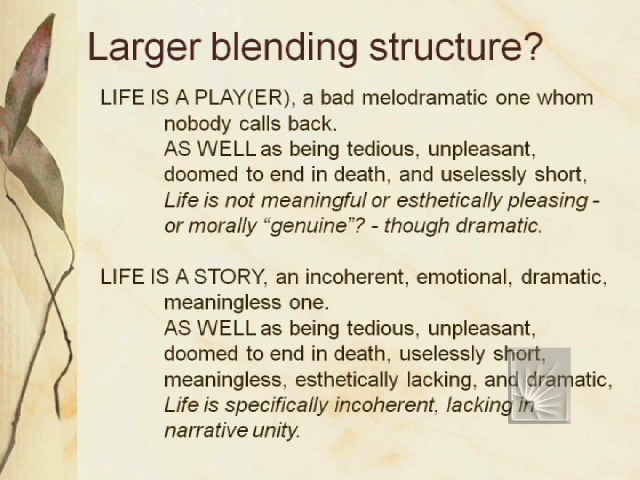 Larger blending structure?
LIFE IS A PLAY(ER), a bad melodramatic one whom
nobody calls back.
AS WELL as being tedious, unpleasant,
doomed to end in death, and uselessly short,
Life is not meaningful or esthetically pleasing -
or morally “genuine”? - though dramatic.
LIFE IS A STORY, an incoherent, emotional, dramatic,
meaningless one.
AS WELL as being tedious, unpleasant,
doomed to end in death, uselessly short,
meaningless, esthetically lacking, and dramatic,
Life is specifically incoherent, lacking in
narrative unity.